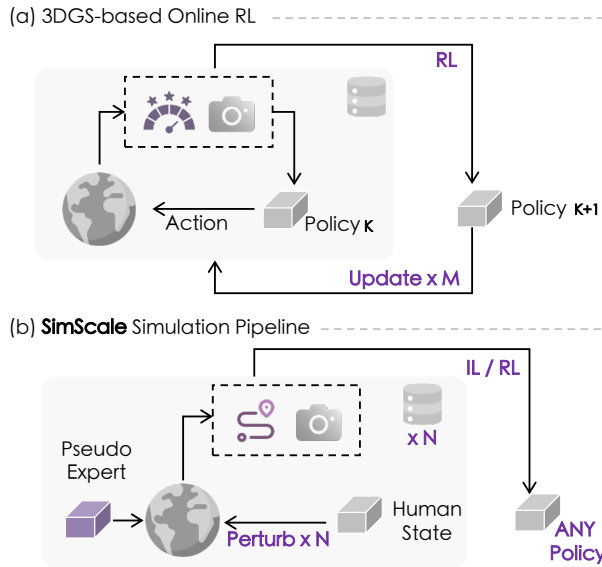 (a) 3DGS-based Online RL
RL
Action
Policy K
Policy K+1
Update x M
(b) SimScale Simulation Pipeline
IL / RL
x N
Pseudo
Expert
Human
State
Perturb x N
ANY
Policy